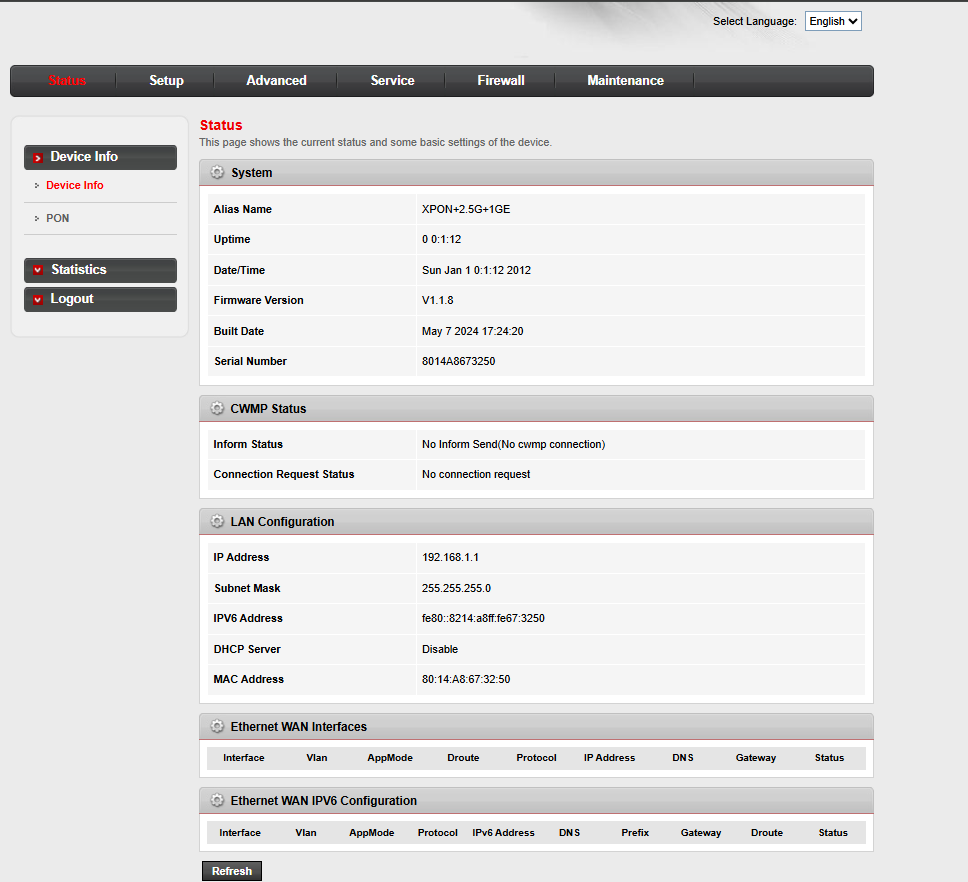 Select Language: English
Status Setup Advanced Service Firewall Maintenance
Device Info
Device Info
PON
Statistics
Logout
Status
This page shows the current status and some basic settings of the device.
System
Alias Name XPON+2.5G+1GE
Uptime 0 0:1:12
Date/Time Sun Jan 1 0:1:12 2012
Firmware Version V1.1.8
Built Date May 7 2024 17:24:20
Serial Number 8014A8673250
CWMP Status
Inform Status No Inform Send(No cwmp connection)
Connection Request Status No connection request
LAN Configuration
IP Address 192.168.1.1
Subnet Mask 255.255.255.0
IPV6 Address fe80::8214:a8ff:fe67:3250
DHCP Server Disable
MAC Address 80:14:A8:67:32:50
Ethernet WAN Interfaces
Interface Vlan AppMode Droute Protocol IP Address DNS Gateway Status
Ethernet WAN IPV6 Configuration
Interface Vlan AppMode Protocol IPv6 Address DNS Prefix Gateway Droute Status
Refresh